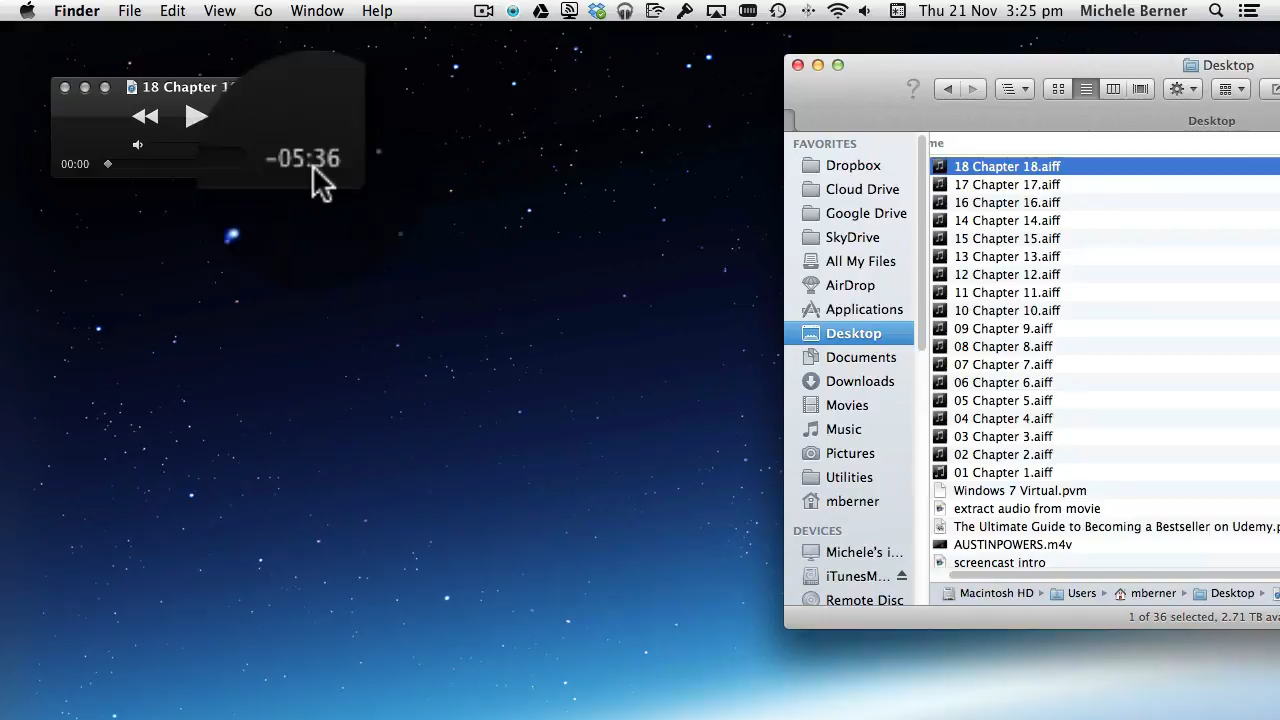 Finder File Edit View Go Window Help Thu 21 Nov 3:25 pm Michele Berner
18 Chapter 18
00:00
-05:36
Desktop
?
Desktop
FAVORITES
Dropbox
Cloud Drive
Google Drive
SkyDrive
All My Files
AirDrop
Applications
Desktop
Documents
Downloads
Movies
Music
Pictures
Utilities
mberner
DEVICES
Michele's i...
iTunesM...
Remote Disc
me
18 Chapter 18.aiff
17 Chapter 17.aiff
16 Chapter 16.aiff
14 Chapter 14.aiff
15 Chapter 15.aiff
13 Chapter 13.aiff
12 Chapter 12.aiff
11 Chapter 11.aiff
10 Chapter 10.aiff
09 Chapter 9.aiff
08 Chapter 8.aiff
07 Chapter 7.aiff
06 Chapter 6.aiff
05 Chapter 5.aiff
04 Chapter 4.aiff
03 Chapter 3.aiff
02 Chapter 2.aiff
01 Chapter 1.aiff
Windows 7 Virtual.pvm
extract audio from movie
The Ultimate Guide to Becoming a Bestseller on Udemy.p
AUSTINPOWERS.m4v
screencast intro
Macintosh HD Users mberner Desktop
1 of 36 selected, 2.71 TB ava